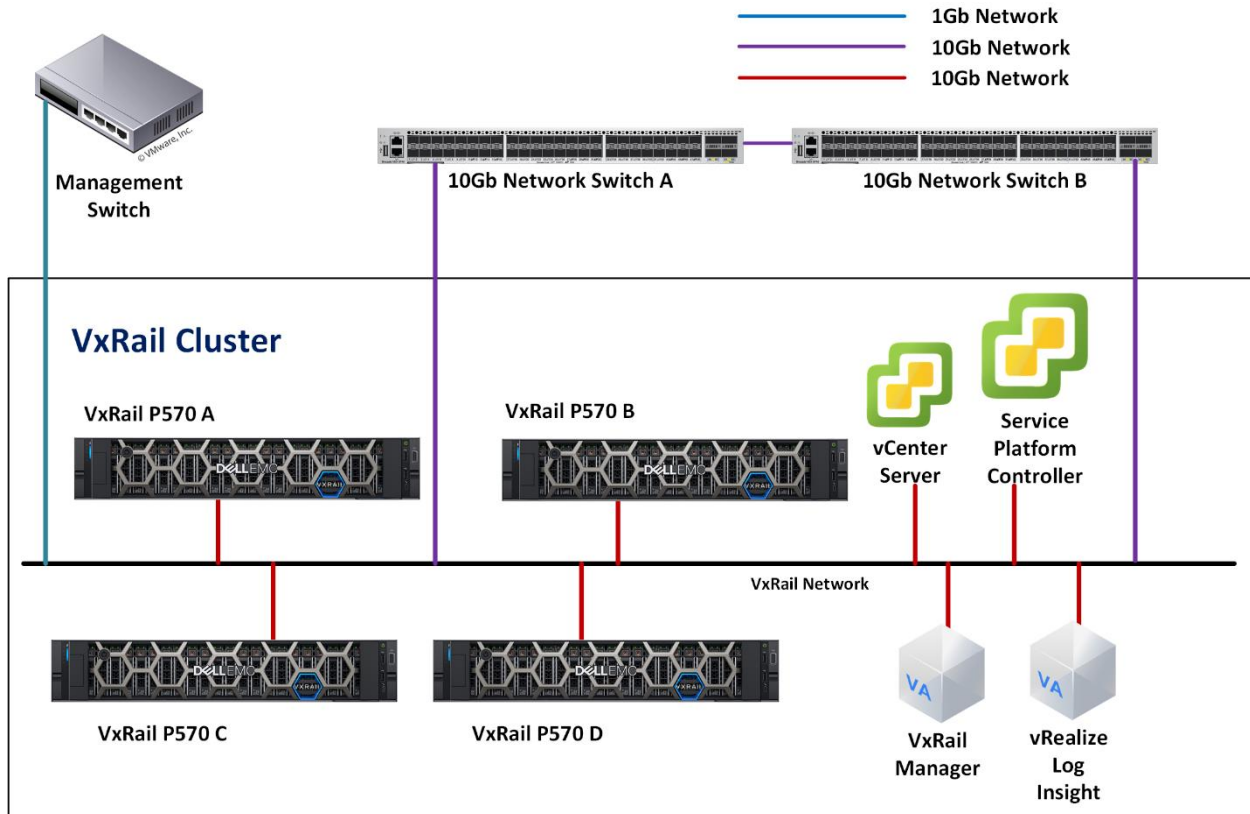 1Gb Network
10Gb Network
10Gb Network
© VMware, Inc.
Management
Switch
10Gb Network Switch A
10Gb Network Switch B
VxRail Cluster
VxRail P570 A
VxRail P570 B
DELLEMC
VXRAIL
DELLEMC
VXRAIL
vCenter
Server
Service
Platform
Controller
VxRail Network
DELLEMC
VXRAIL
DELLEMC
VXRAIL
VxRail P570 C
VxRail P570 D
VA
VxRail
Manager
VA
vRealize
Log
Insight